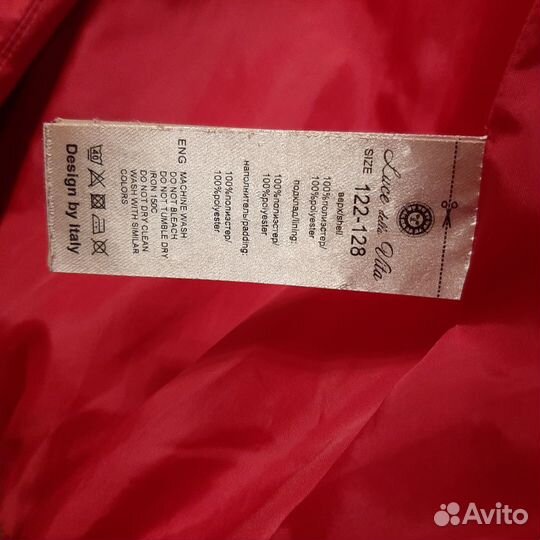 Luce della Vita
SIZE 122-128
верх/shell
100%полиэстер/
100%polyester
подклад/lining:
100%полиэстер/
100%polyester
наполнитель/padding:
100%полиэстер/
100%polyester
ENG MACHINE WASH
DO NOT BLEACH
DO NOT TUMBLE DRY
IRON 1500C
DO NOT DRY CLEAN
WASH WITH SIMILAR
COLORS
40
Design by Italy
Avito